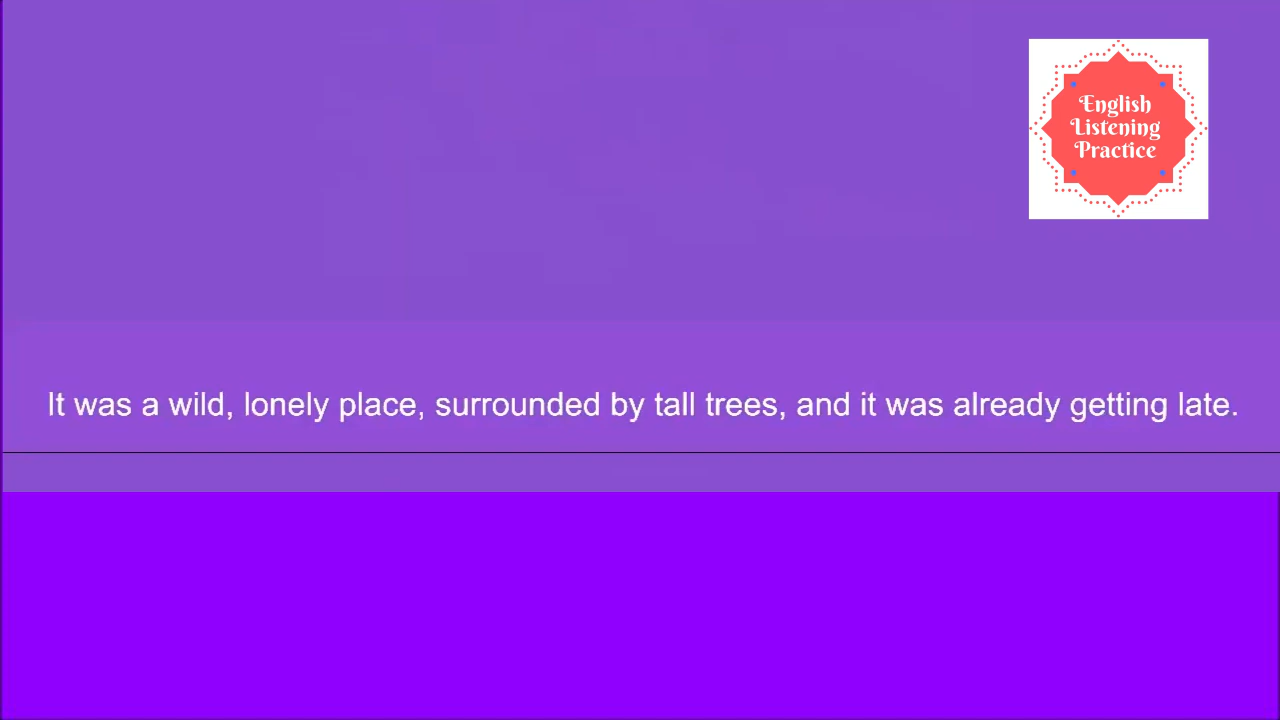 English
Listening
Practice
It was a wild, lonely place, surrounded by tall trees, and it was already getting late.